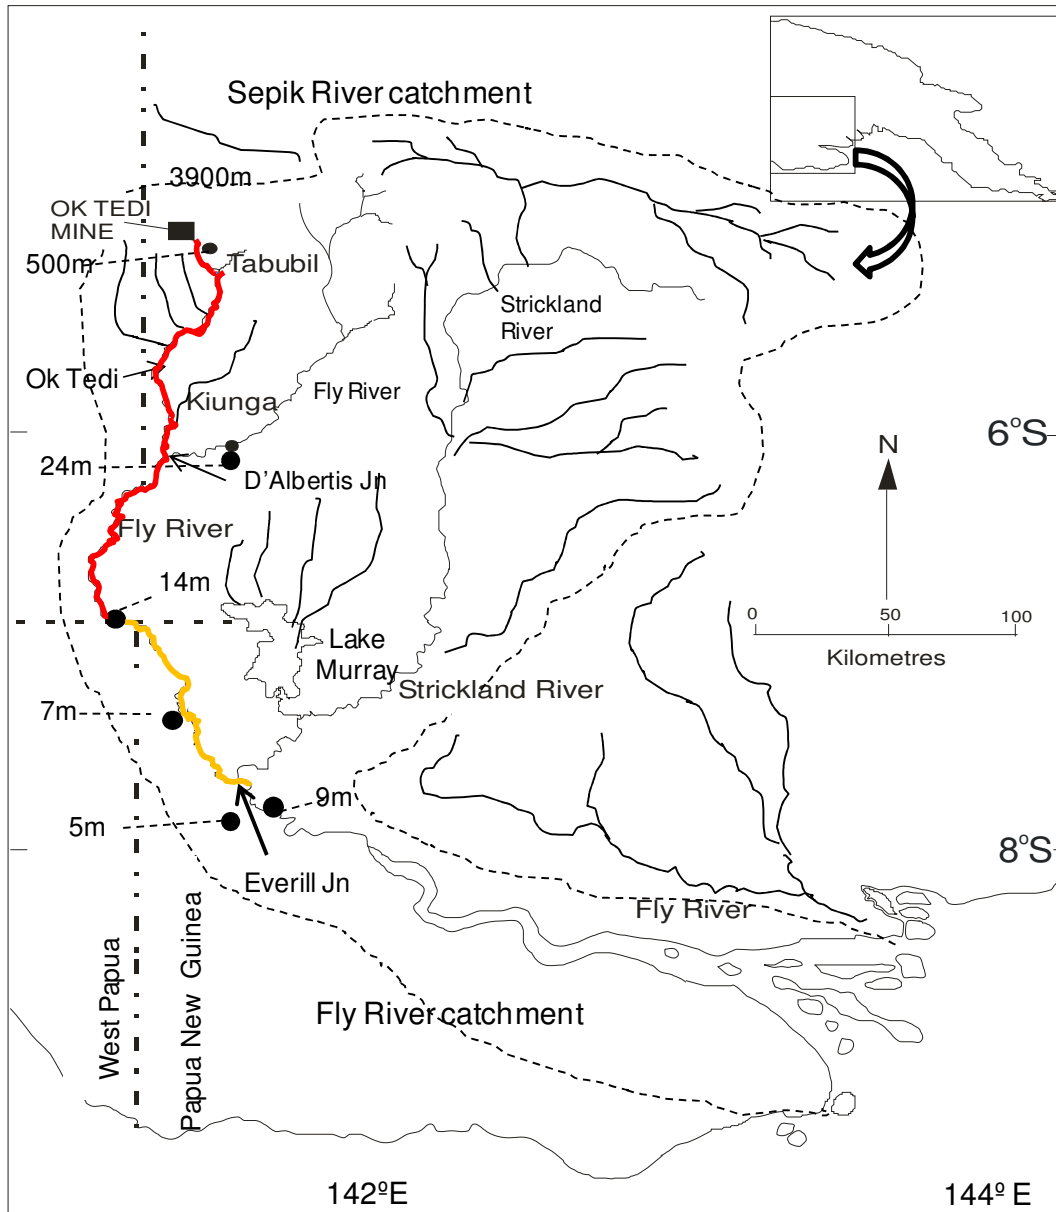 Sepik River catchment
3900m
OK TEDI
MINE
500m
Tabubil
Strickland
River
Ok Tedi
Kiunga
Fly River
6°S
N
24m
D'Albertis Jn
Fly River
14m
0 50 100
Kilometres
Lake
Murray
Strickland River
7m
9m
5m
8°S
Everill Jn
Fly River
West Papua
Papua New Guinea
Fly River catchment
142ºE
144º E